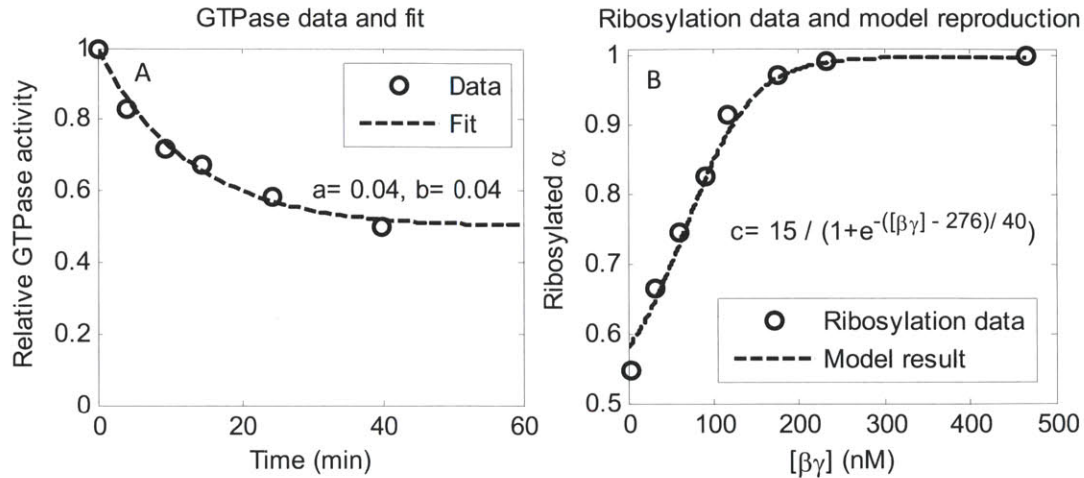 GTPase data and fit
A
Data
Fit
a= 0.04, b= 0.04
Relative GTPase activity
1
0.8
0.6
0.4
0.2
0
0
20
40
60
Time (min)
Ribosylation data and model reproduction
B
c= 15 / (1+e^-([βγ] - 276)/ 40)
Ribosylation data
Model result
Ribosylated α
1
0.9
0.8
0.7
0.6
0.5
0
100
200
300
400
500
[βγ] (nM)